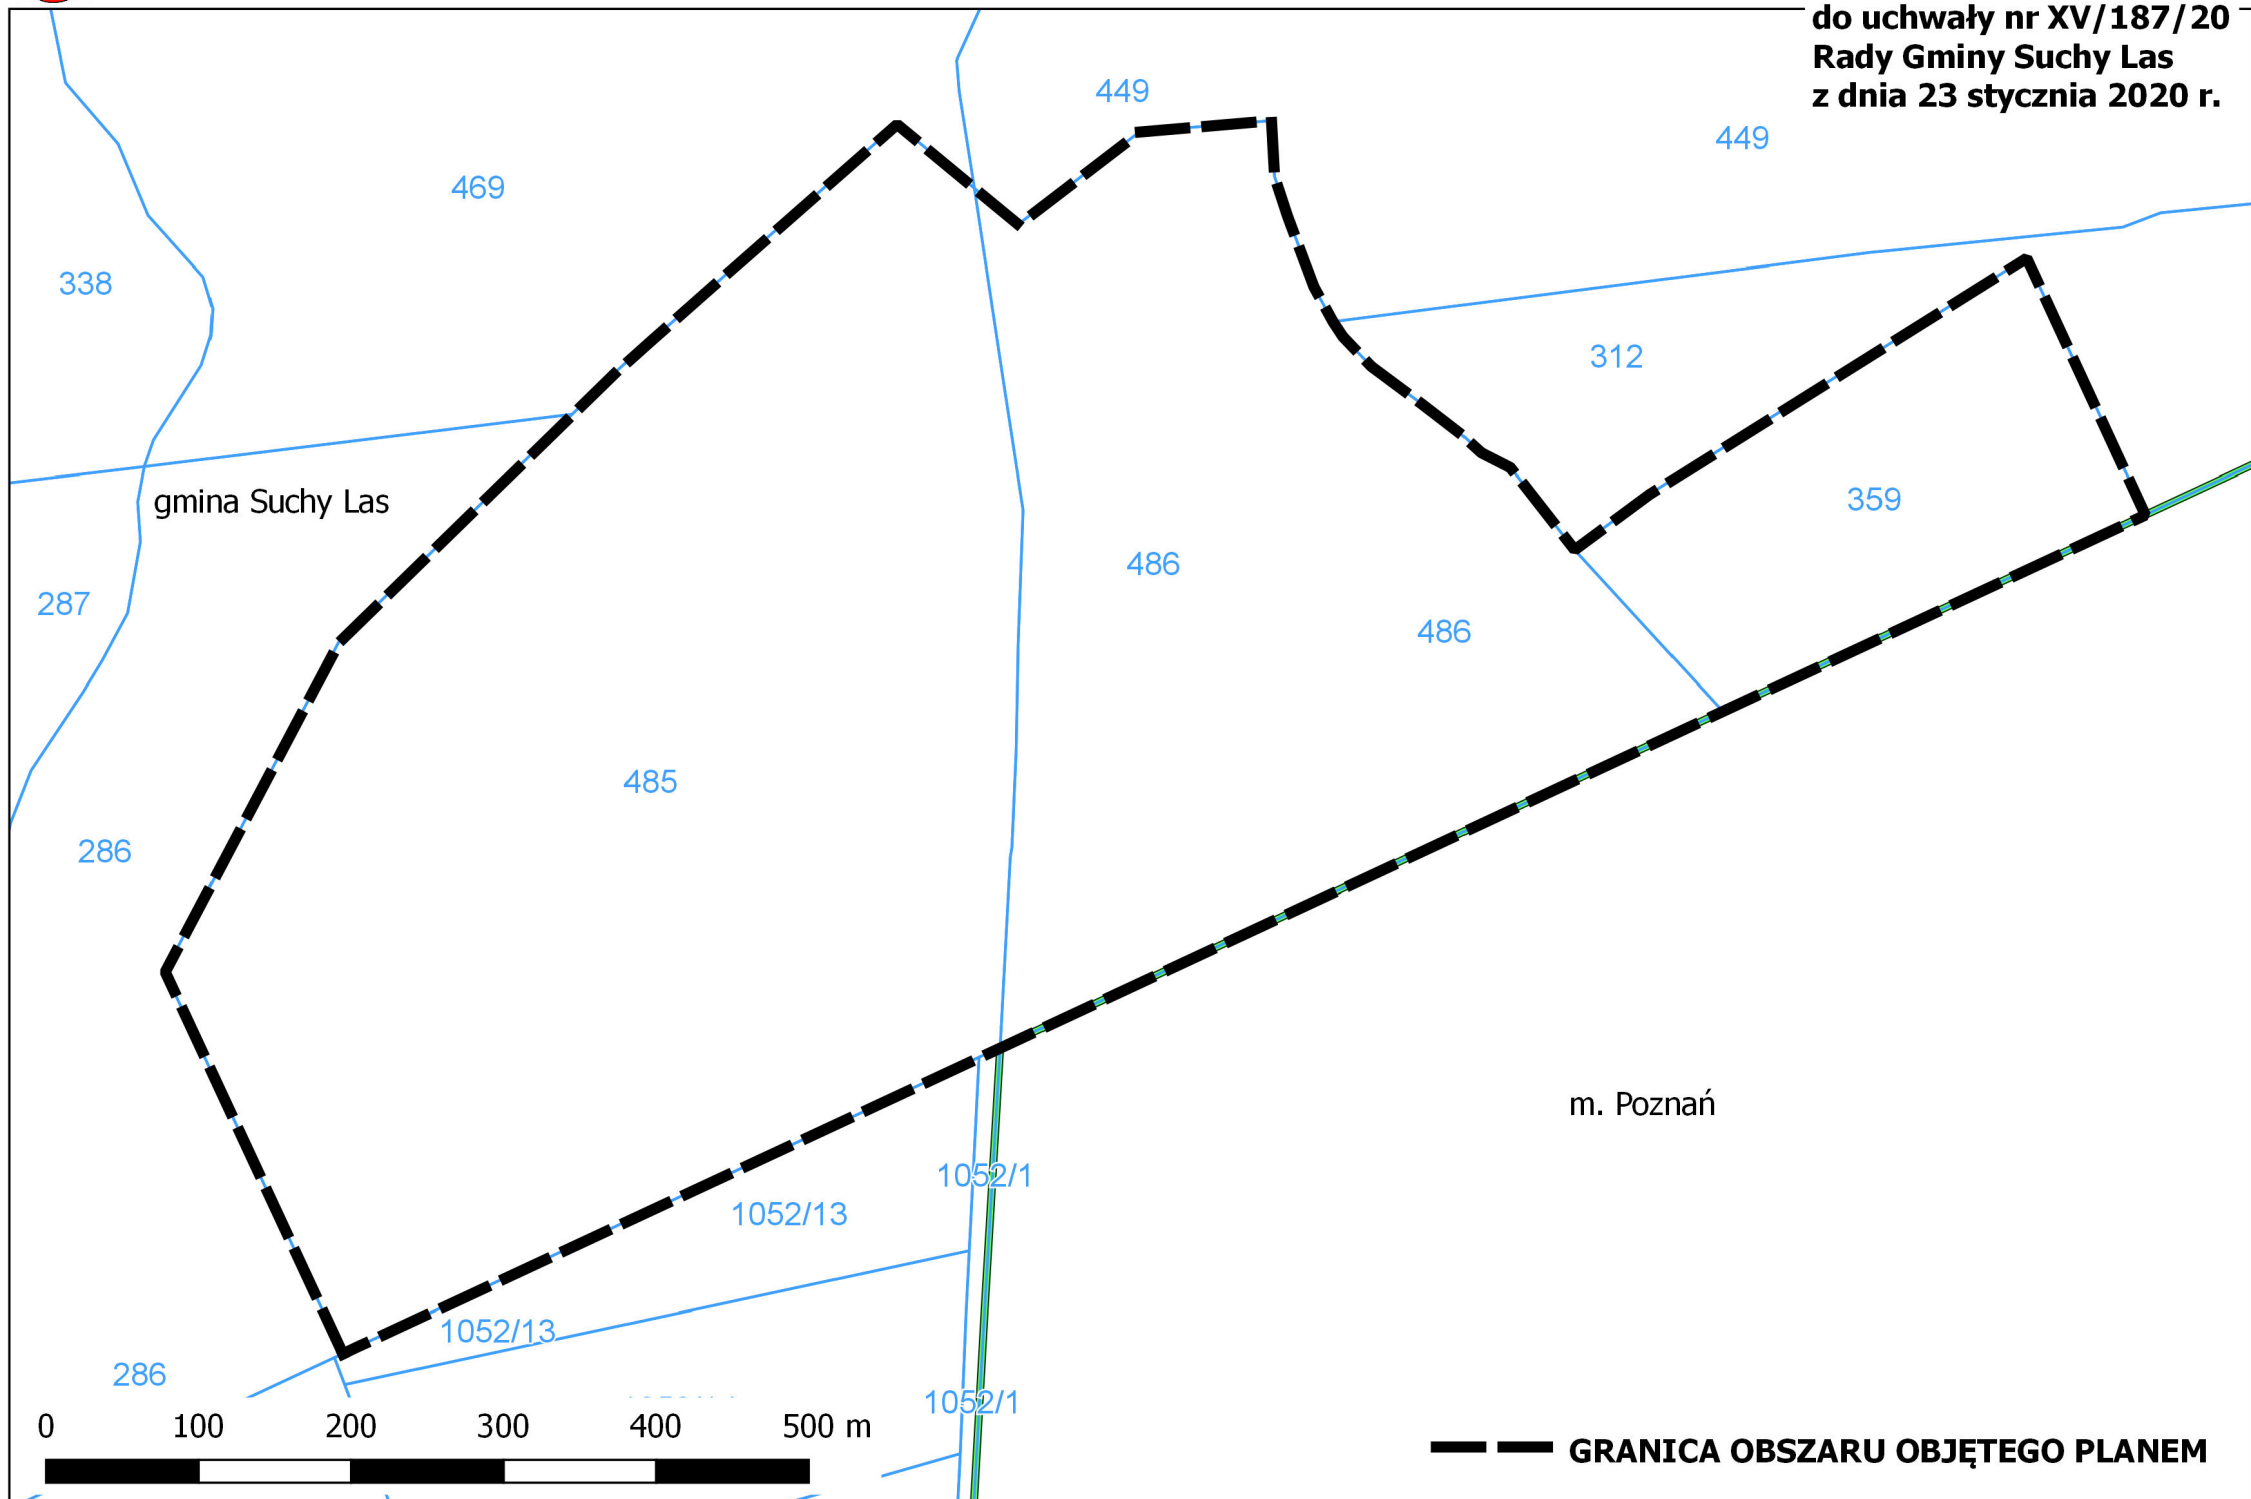 do uchwały nr XV/187/20
Rady Gminy Suchy Las
z dnia 23 stycznia 2020 r.
449
449
469
338
312
gmina Suchy Las
359
486
287
486
485
286
m. Poznań
1052/1
1052/13
1052/13
286
1052/1
0 100 200 300 400 500 m
GRANICA OBSZARU OBJĘTEGO PLANEM